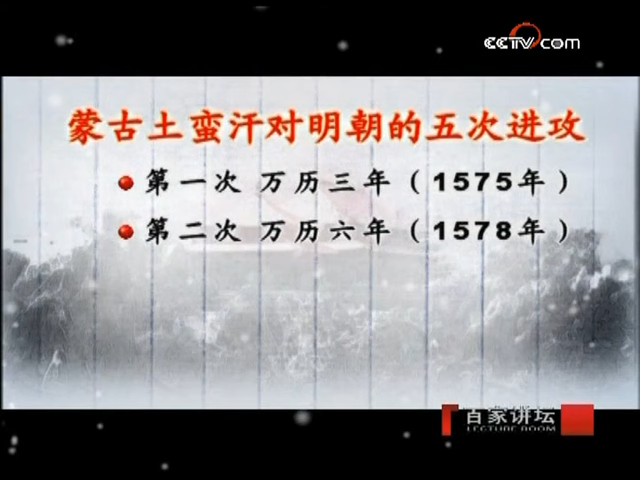 CCTV.com
蒙古土蛮汗对明朝的五次进攻
第一次 万历三年（1575年）
第二次 万历六年（1578年）
百家讲坛
LECTURE ROOM